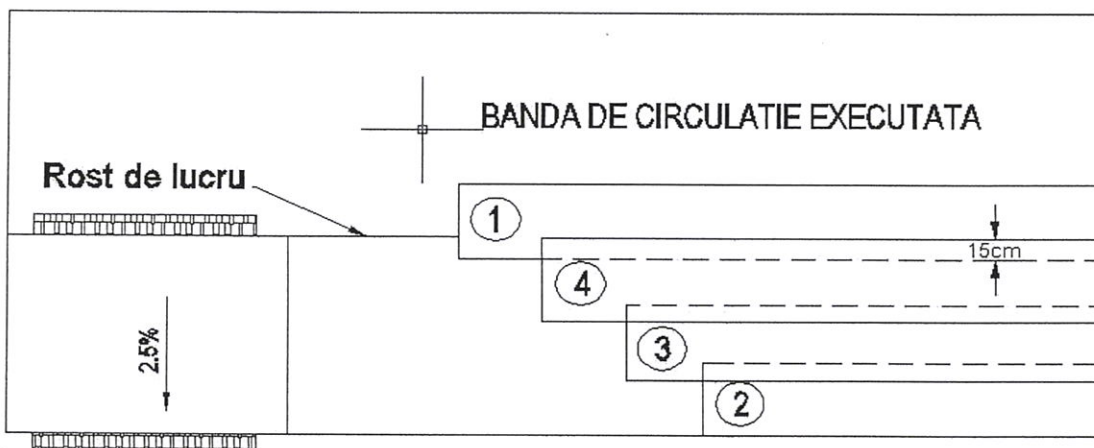 BANDA DE CIRCULATIE EXECUTATA
Rost de lucru
1
15cm
4
2.5%
3
2